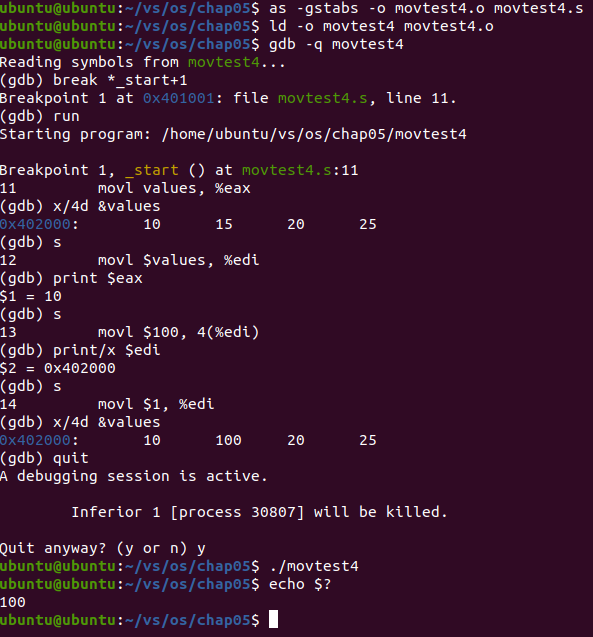 ubuntu@ubuntu:~/vs/os/chap05$ as -gstabs -o movtest4.o movtest4.s
ubuntu@ubuntu:~/vs/os/chap05$ ld -o movtest4 movtest4.o
ubuntu@ubuntu:~/vs/os/chap05$ gdb -q movtest4
Reading symbols from movtest4...
(gdb) break *_start+1
Breakpoint 1 at 0x401001: file movtest4.s, line 11.
(gdb) run
Starting program: /home/ubuntu/vs/os/chap05/movtest4
Breakpoint 1, _start () at movtest4.s:11
11 movl values, %eax
(gdb) x/4d &values
0x402000: 10 15 20 25
(gdb) s
12 movl $values, %edi
(gdb) print $eax
$1 = 10
(gdb) s
13 movl $100, 4(%edi)
(gdb) print/x $edi
$2 = 0x402000
(gdb) s
14 movl $1, %edi
(gdb) x/4d &values
0x402000: 10 100 20 25
(gdb) quit
A debugging session is active.
Inferior 1 [process 30807] will be killed.
Quit anyway? (y or n) y
ubuntu@ubuntu:~/vs/os/chap05$ ./movtest4
ubuntu@ubuntu:~/vs/os/chap05$ echo $?
100
ubuntu@ubuntu:~/vs/os/chap05$